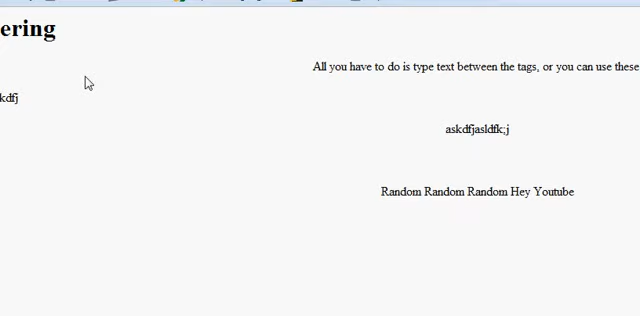 ering
All you have to do is type text between the tags, or you can use these
kdfj
askdfjasldfk;j
Random Random Random Hey Youtube